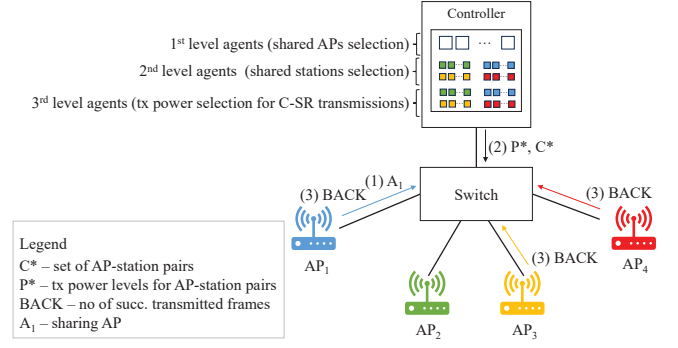 Controller
1st level agents (shared APs selection)
...
2nd level agents (shared stations selection)
3rd level agents (tx power selection for C-SR transmissions)
(2) P*, C*
(1) A1
(3) BACK
Switch
(3) BACK
(3) BACK
AP1
AP4
AP2
AP3
Legend
C* – set of AP-station pairs
P* – tx power levels for AP-station pairs
BACK – no of succ. transmitted frames
A1 – sharing AP